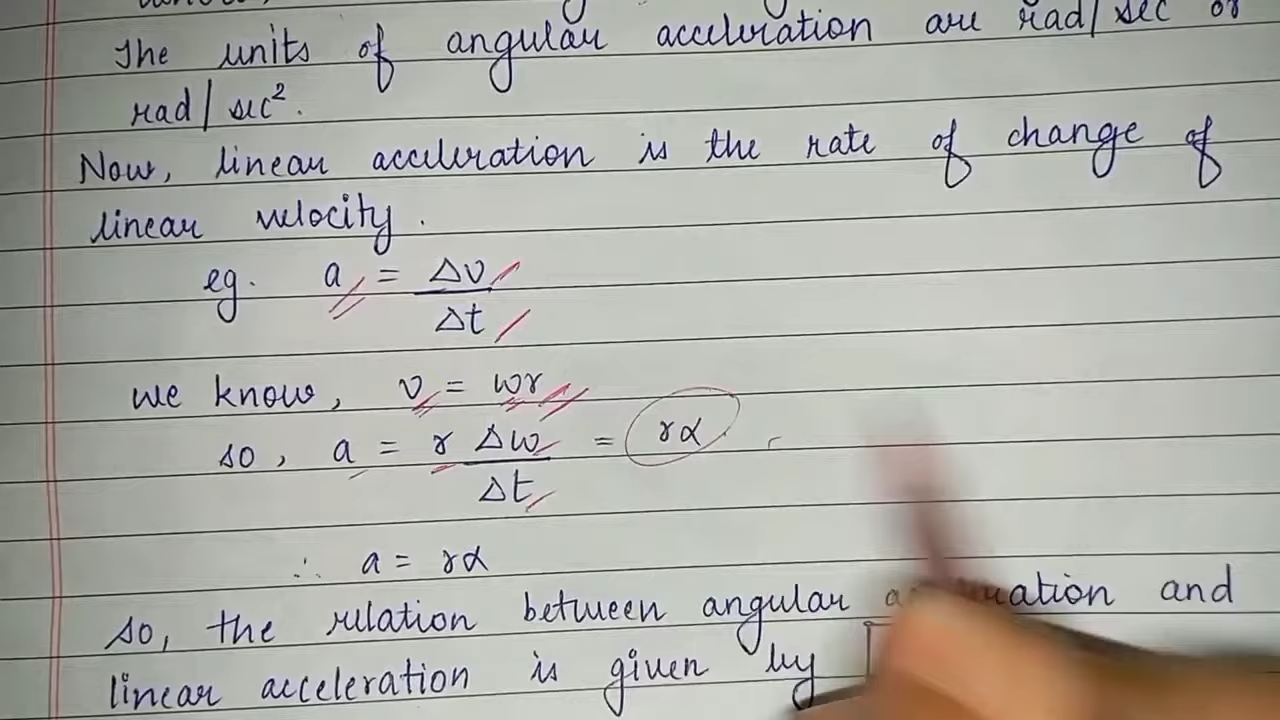 The units of angular acceleration are rad/sec or
rad/sec².
Now, linear acceleration is the rate of change of
linear velocity.
eg. a = Δv
Δt
we know, v = wr
so, a = r Δw = rα
Δt
∴ a = rα
so, the relation between angular and
linear acceleration is given by